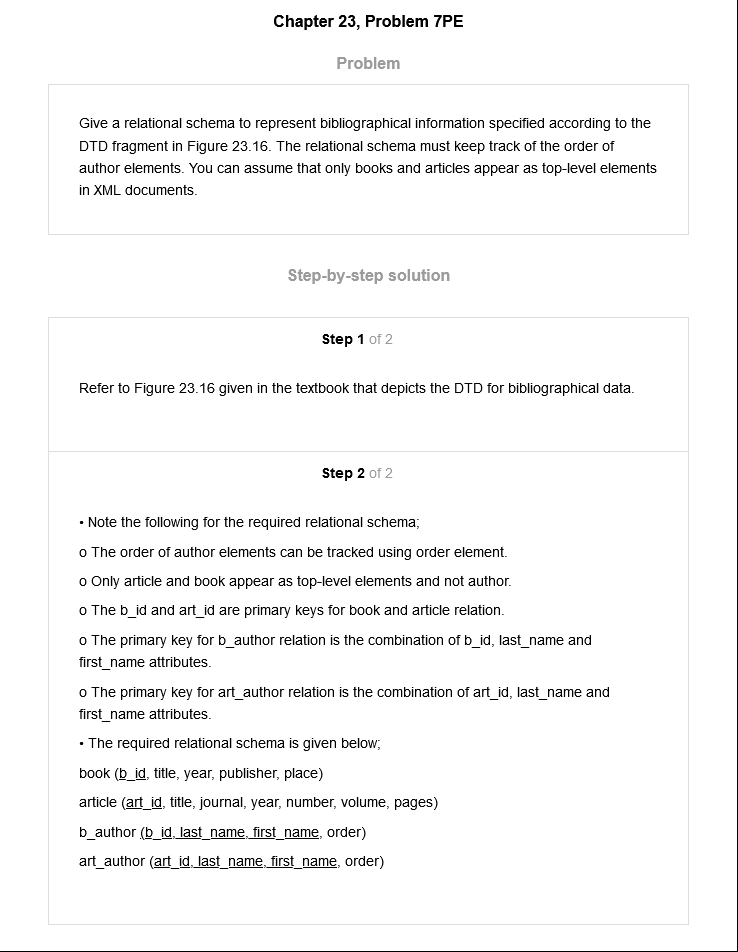 Chapter 23, Problem 7PE
Problem
Give a relational schema to represent bibliographical information specified according to the
DTD fragment in Figure 23.16. The relational schema must keep track of the order of
author elements. You can assume that only books and articles appear as top-level elements
in XML documents.
Step-by-step solution
Step 1 of 2
Refer to Figure 23.16 given in the textbook that depicts the DTD for bibliographical data.
Step 2 of 2
• Note the following for the required relational schema;
o The order of author elements can be tracked using order element.
o Only article and book appear as top-level elements and not author.
o The b_id and art_id are primary keys for book and article relation.
o The primary key for b_author relation is the combination of b_id, last_name and
first_name attributes.
o The primary key for art_author relation is the combination of art_id, last_name and
first_name attributes.
• The required relational schema is given below;
book (b_id, title, year, publisher, place)
article (art_id, title, journal, year, number, volume, pages)
b_author (b_id, last_name, first_name, order)
art_author (art_id, last_name, first_name, order)